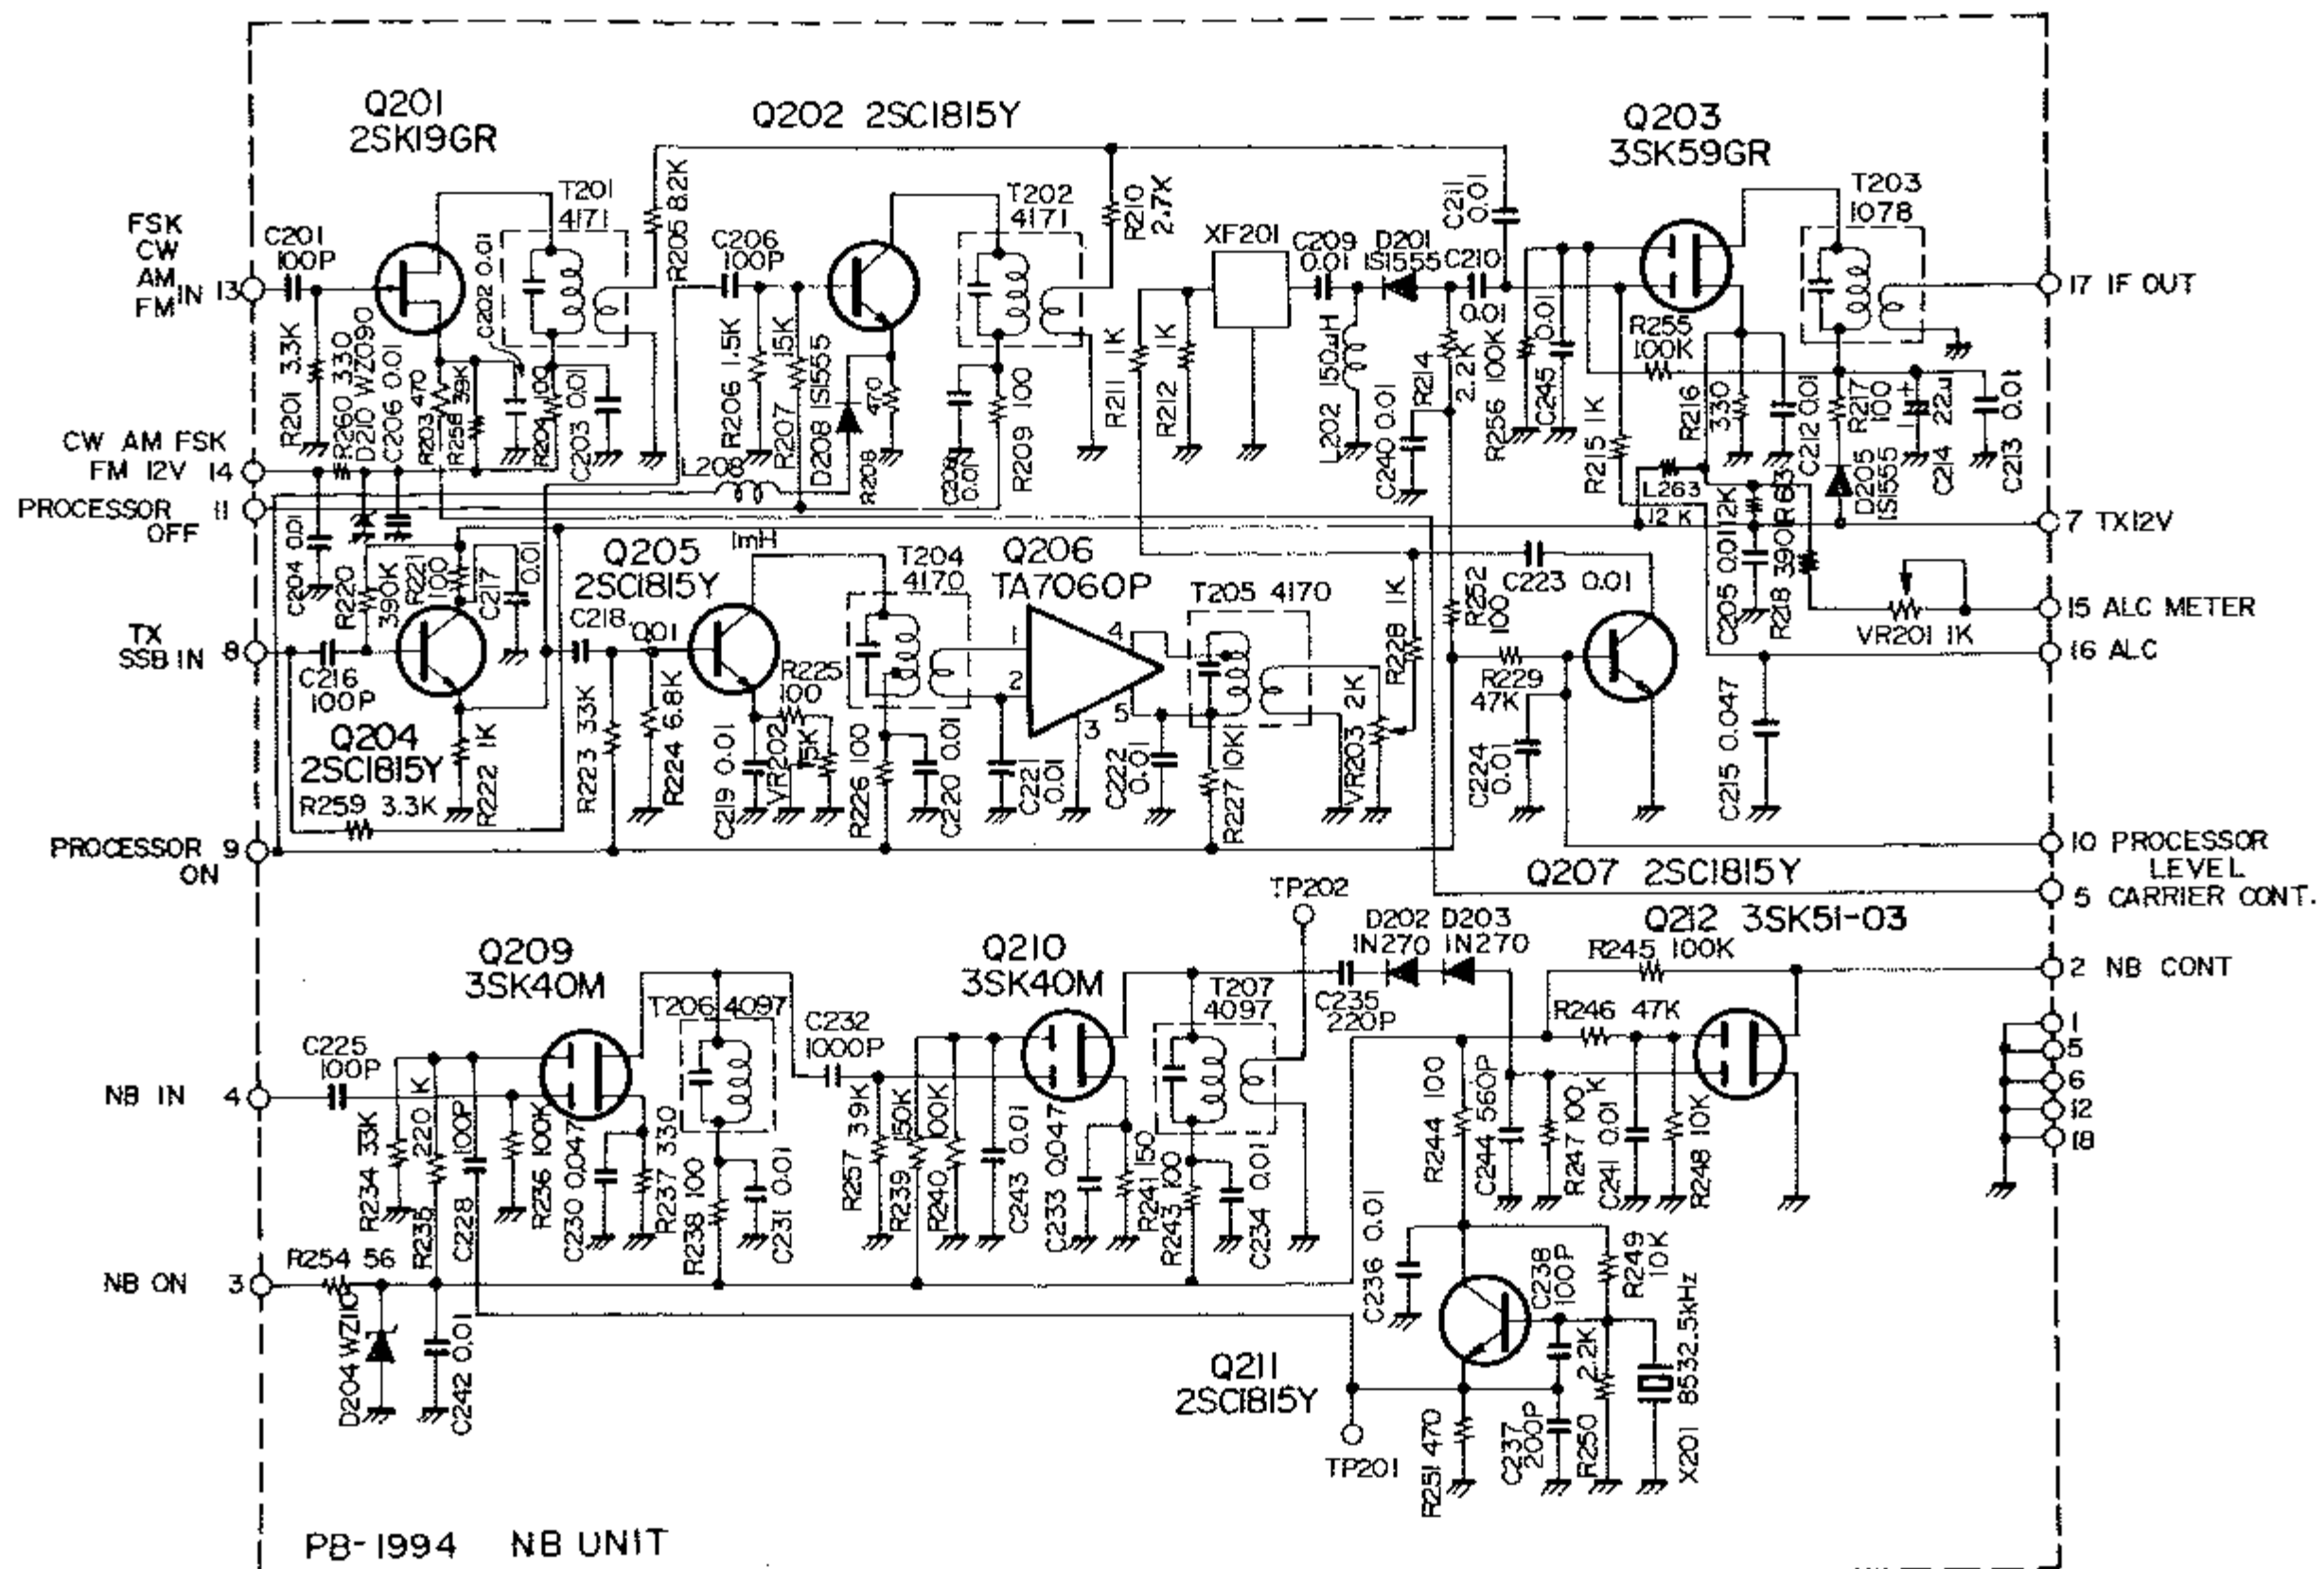 Q201
2SK19GR
Q202 2SC1815Y
Q203
3SK59GR
FSK
CW
AM
FM IN 13
C201
100P
R201 3.3K
R260 330
D210 WZ090
C206 0.01
R203 470
R258 39K
C202 0.01
T201
4171
R204 100
C203 0.01
R205 8.2K
C206
100P
R206 1.5K
R207 15K
D208 1S1555
R208 470
L208
1mH
T202
4171
0.01
R209 100
R210
2.7K
R211 1K
R212 1K
XF201
C209
0.01
L202 150µH
D201
1S1555
C210
0.01
C211
0.01
R214
2.2K
C240 0.01
R256 100K
C245 0.01
R215 1K
R255
100K
R216
330
C212 0.01
R217
100
D205
1S1555
C214 22u
C213 0.01
T203
1078
17 IF OUT
L263
12K
CW AM FSK
FM 12V 14
PROCESSOR 11
OFF
7 TX12V
C204 0.01
R220
390K
R221
100
C217
0.01
TX
SSB IN 8
C216
100P
Q204
2SC1815Y
R222 1K
R259 3.3K
Q205
2SC1815Y
C218
.001
R223 33K
R224 6.8K
R225
100
C219 0.01
VR202
5K
T204
4170
R226 100
C220 0.01
Q206
TA7060P
1
2
4
5
3
C221
0.01
C222
0.01
T205 4170
R227 10K
VR203 2K
R228 1K
C223 0.01
R252
100
R229
47K
C224
0.01
C205 0.01
12K
R218 390
R63
VR201 1K
15 ALC METER
16 ALC
C215 0.047
PROCESSOR 9
ON
10 PROCESSOR
LEVEL
Q207 2SC1815Y
5 CARRIER CONT.
Q209
3SK40M
Q210
3SK40M
TP202
D202 D203
1N270 1N270
Q212 3SK51-03
R245 100K
2 NB CONT
T206 4097
C232
1000P
T207
4097
C235
220P
R246 47K
C225
100P
NB IN 4
R234 33K
R235 220K
C228 100P
R236 100K
C230 0.047
R237 330
R238 100
C231 0.01
R257 39K
R239 150K
R240 100K
C243 0.01
C233 0.047
R241 150
R243 100
C234 0.01
R244 100
C244 560P
R247 100K
C241 0.01
R248 10K
1
5
6
12
18
R254 56
NB ON 3
D204 WZ110
C242 0.01
C236 0.01
C238
100P
R249
10K
Q211
2SC1815Y
TP201
R251 470
C237
200P
R250 2.2K
X201 8532.5kHz
PB-1994 NB UNIT